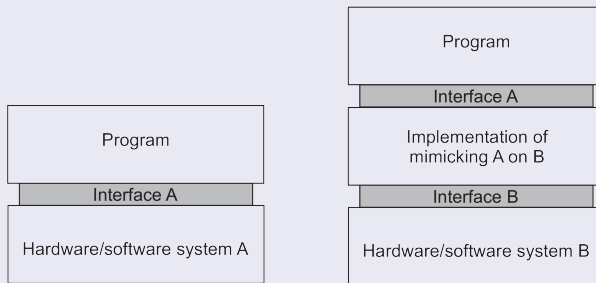 Program
Interface A
Hardware/software system A
Program
Interface A
Implementation of
mimicking A on B
Interface B
Hardware/software system B